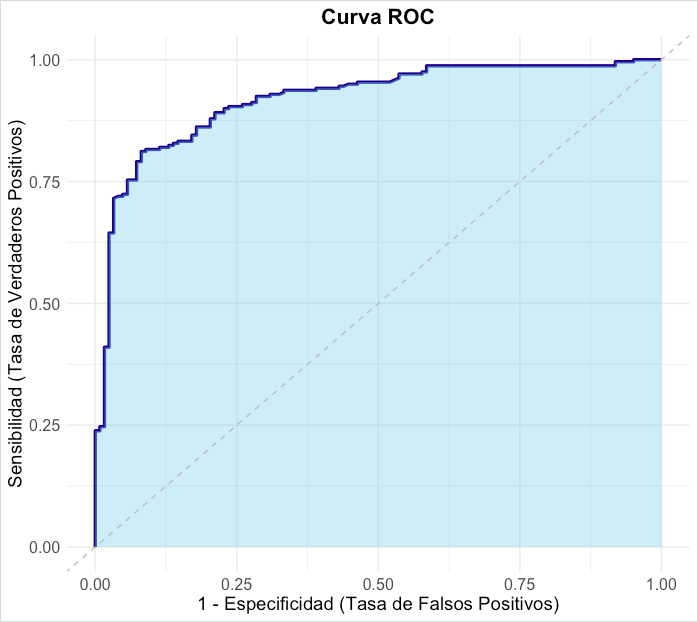 Curva ROC
Sensibilidad (Tasa de Verdaderos Positivos)
1.00
0.75
0.50
0.25
0.00
0.00 0.25 0.50 0.75 1.00
1 - Especificidad (Tasa de Falsos Positivos)